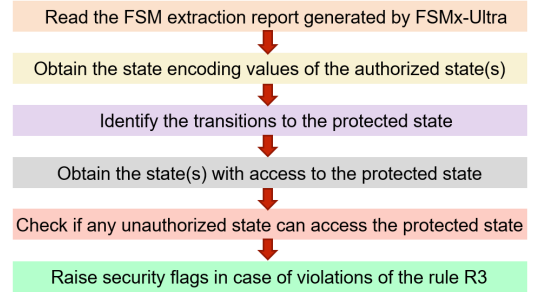 Read the FSM extraction report generated by FSMx-Ultra
Obtain the state encoding values of the authorized state(s)
Identify the transitions to the protected state
Obtain the state(s) with access to the protected state
Check if any unauthorized state can access the protected state
Raise security flags in case of violations of the rule R3